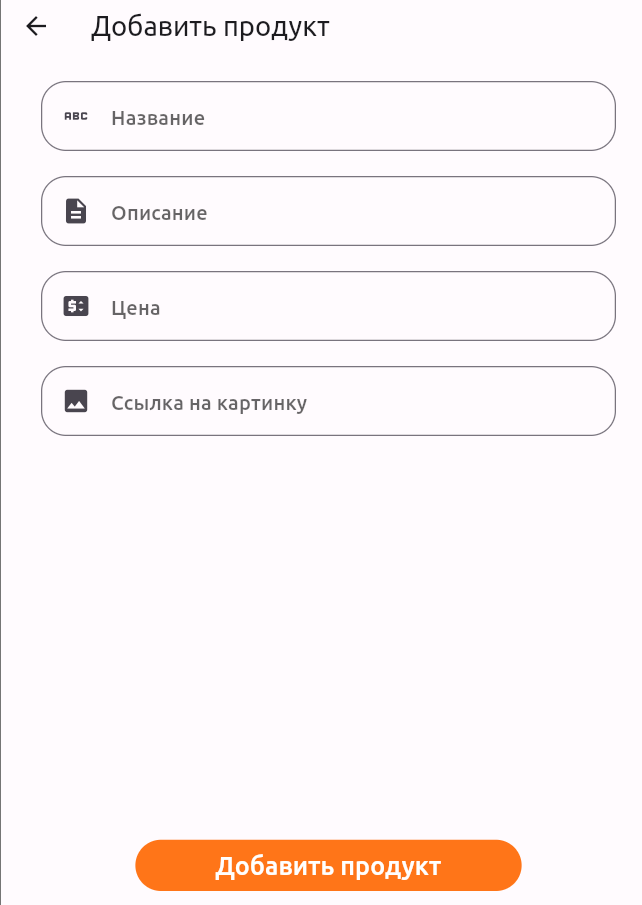 Добавить продукт
ABC Название
Описание
$ Цена
Ссылка на картинку
Добавить продукт